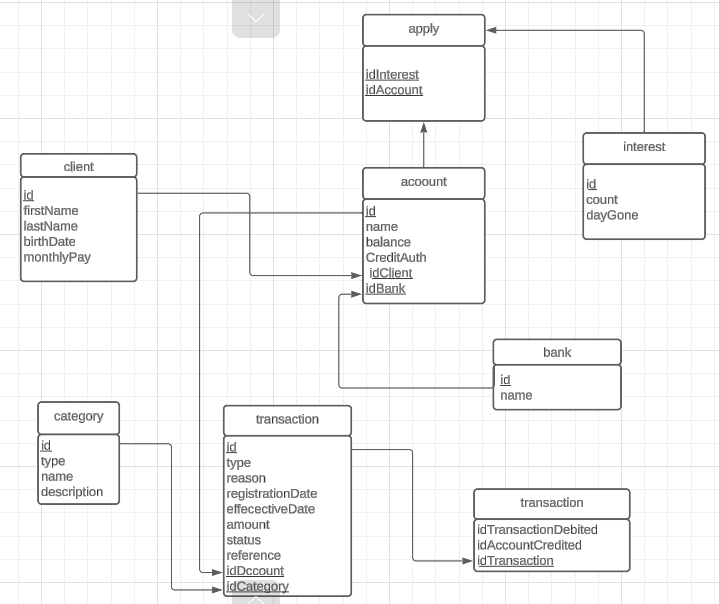 apply
idInterest
idAccount
client
id
firstName
lastName
birthDate
monthlyPay
acoount
id
name
balance
CreditAuth
idClient
idBank
interest
id
count
dayGone
bank
id
name
category
id
type
name
description
transaction
id
type
reason
registrationDate
effecectiveDate
amount
status
reference
idDccount
idCategory
transaction
idTransactionDebited
idAccountCredited
idTransaction